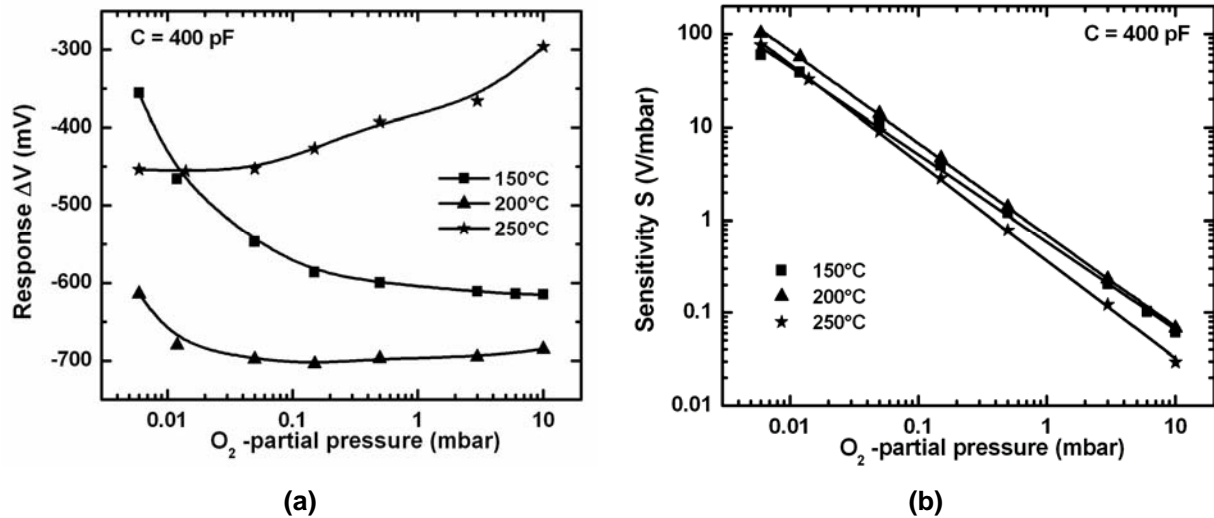 C = 400 pF
-300
-400
-500
-600
-700
Response ΔV (mV)
150°C
200°C
250°C
0.01
0.1
1
10
O₂ -partial pressure (mbar)
(a)
C = 400 pF
100
10
1
0.1
0.01
Sensitivity S (V/mbar)
150°C
200°C
250°C
0.01
0.1
1
10
O₂ -partial pressure (mbar)
(b)